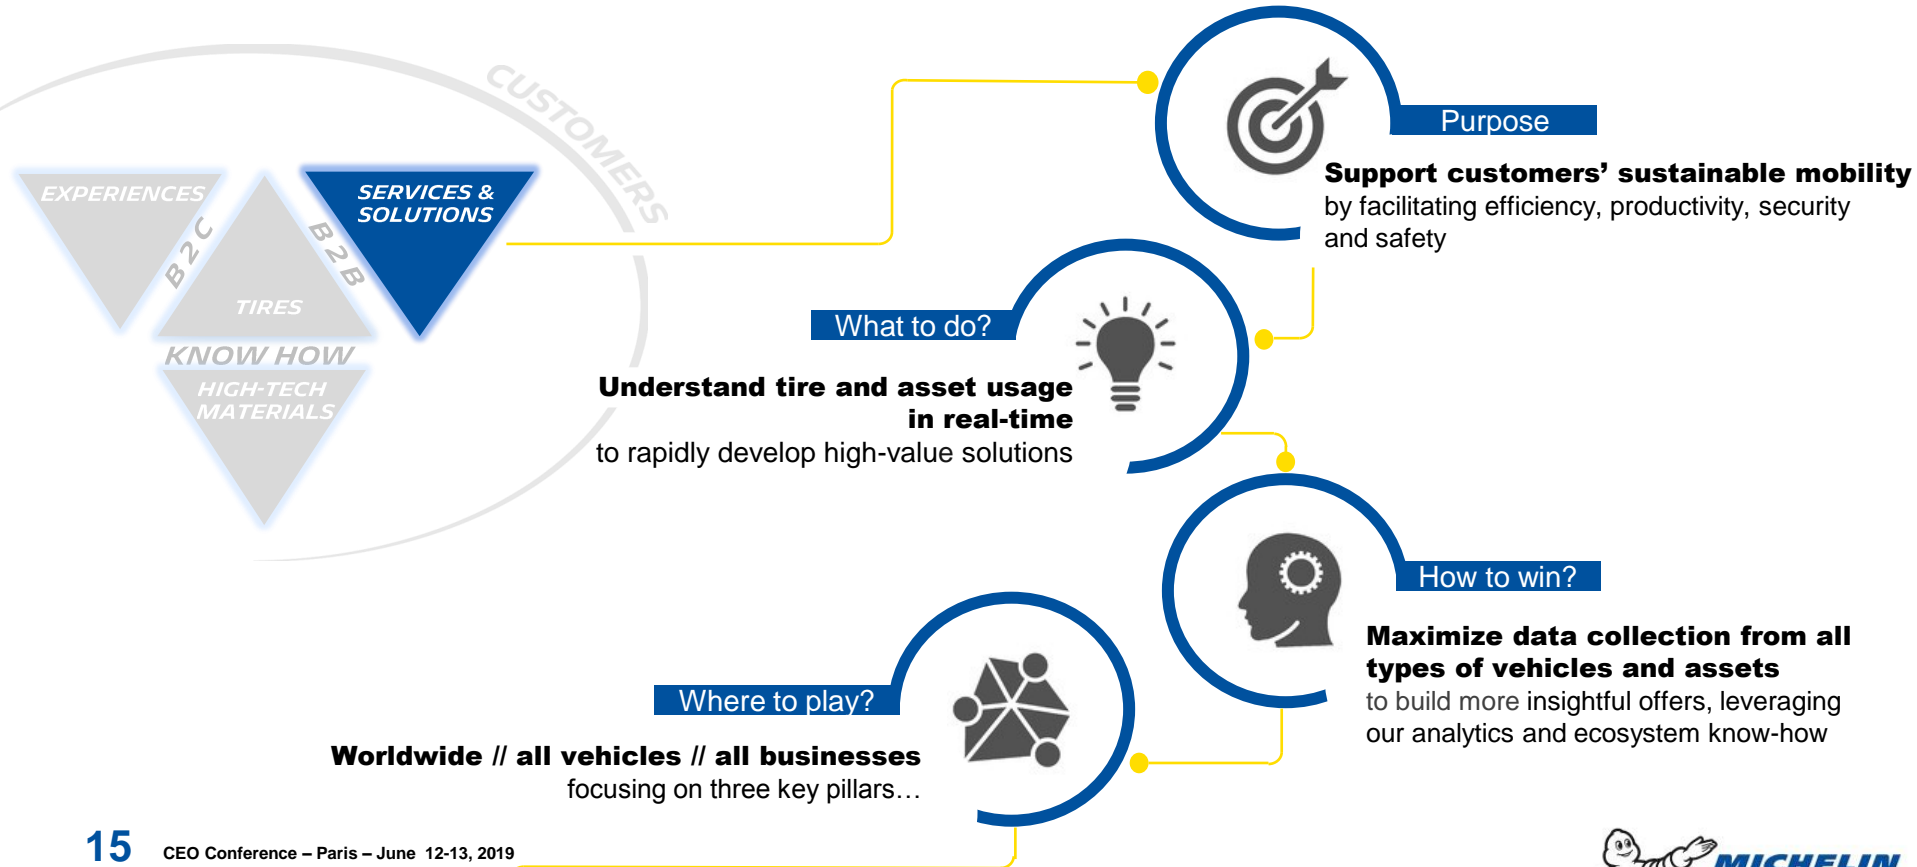 CUSTOMERS
EXPERIENCES
B2C
B2B
SERVICES &
SOLUTIONS
TIRES
KNOW HOW
HIGH-TECH
MATERIALS
Purpose
Support customers’ sustainable mobility
by facilitating efficiency, productivity, security
and safety
What to do?
Understand tire and asset usage
in real-time
to rapidly develop high-value solutions
How to win?
Maximize data collection from all
types of vehicles and assets
to build more insightful offers, leveraging
our analytics and ecosystem know-how
Where to play?
Worldwide // all vehicles // all businesses
focusing on three key pillars…
15
CEO Conference – Paris – June 12-13, 2019
MICHELIN